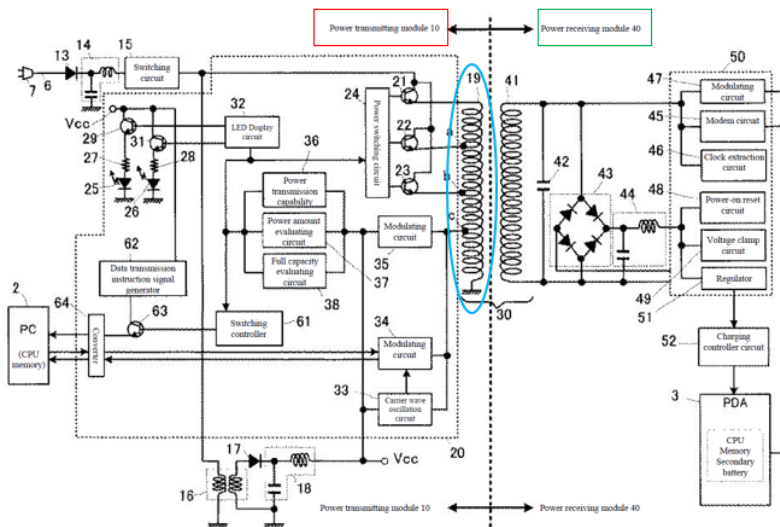 Power transmitting module 10
Power receiving module 40
13
14
15
Switching
circuit
6
7
Vcc
29
31
27
28
25
26
32
LED Display
circuit
24
Power switching circuit
21
22
23
19
a
b
c
41
30
42
43
44
50
47
Modulating
circuit
45
Modem circuit
46
Clock extraction
circuit
48
Power-on reset
circuit
49
Voltage clamp
circuit
51
Regulator
52
Charging
controller circuit
3
PDA
CPU
Memory
Secondary
battery
36
Power
transmission
capability
Power amount
evaluating
circuit
37
Full capacity
evaluating
circuit
38
Modulating
circuit
35
62
Data transmission
instruction signal
generator
2
PC
(CPU
memory)
64
Converter
63
Switching
controller
61
34
Modulating
circuit
33
Carrier wave
oscillation circuit
20
16
17
18
Vcc
Power transmitting module 10
Power receiving module 40